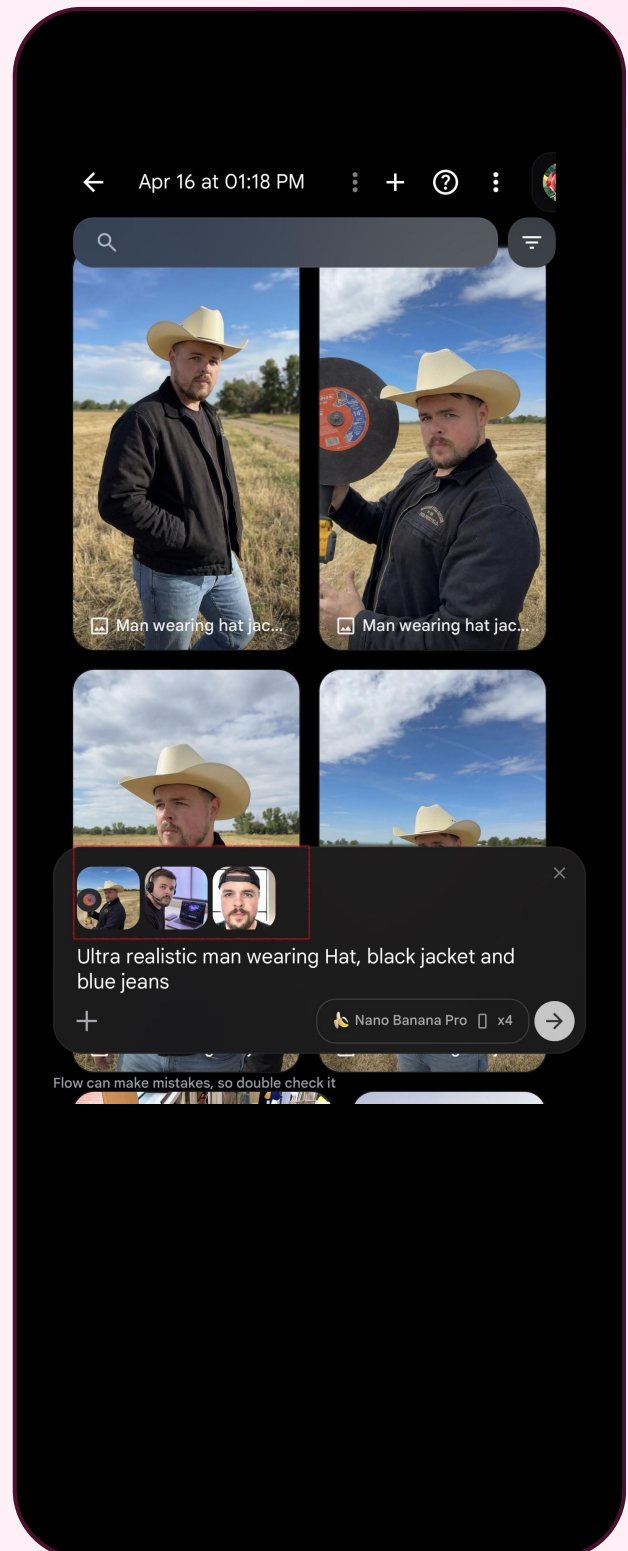 Apr 16 at 01:18 PM
Man wearing hat jac...
Man wearing hat jac...
Ultra realistic man wearing Hat, black jacket and
blue jeans
Nano Banana Pro x4
Flow can make mistakes, so double check it